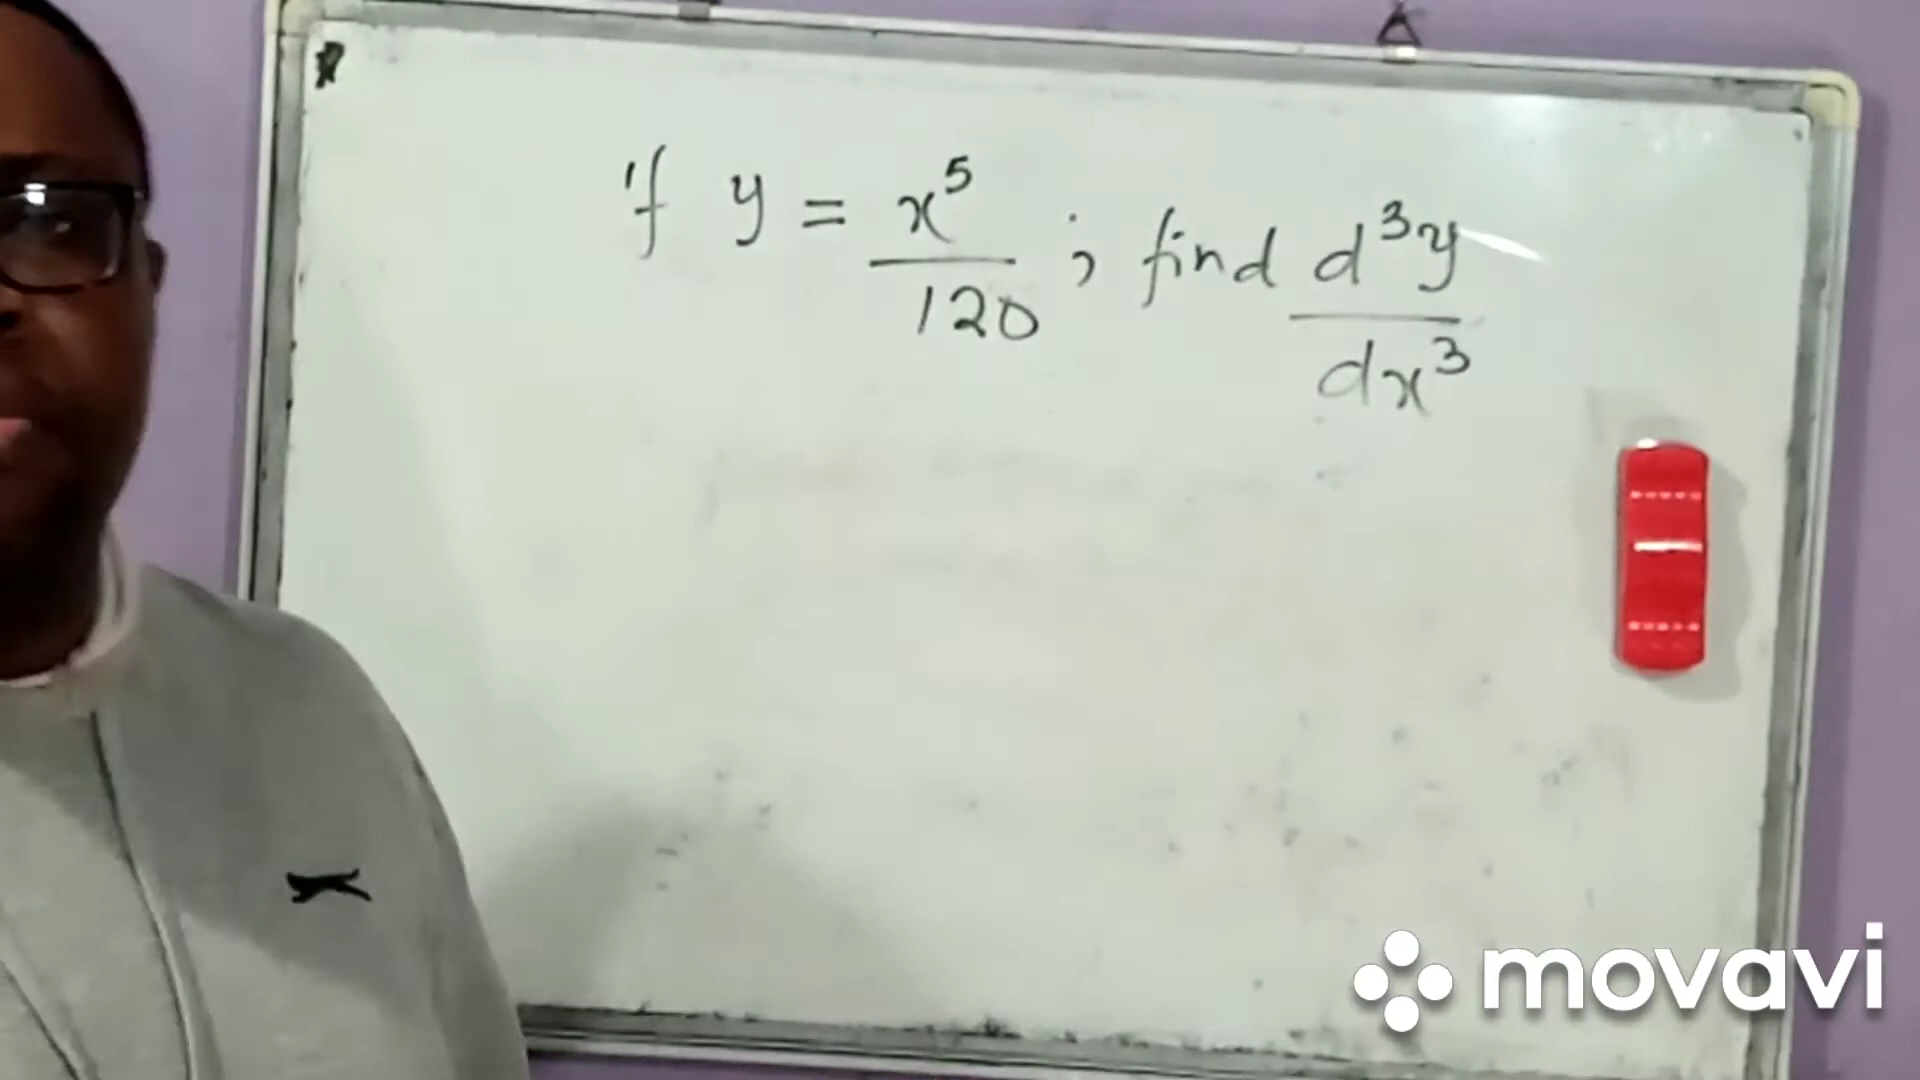 If y = x^5/120 ; find d^3y/dx^3
movavi